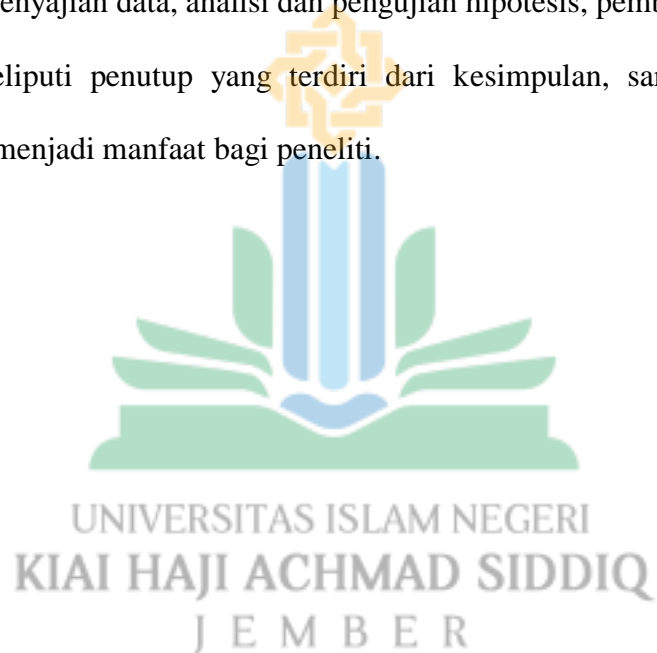 enyajian data, analisi dan pengujian hipotesis, pemb
eliputi penutup yang terdiri dari kesimpulan, sar
menjadi manfaat bagi peneliti.
UNIVERSITAS ISLAM NEGERI
KIAI HAJI ACHMAD SIDDIQ
J E M B E R